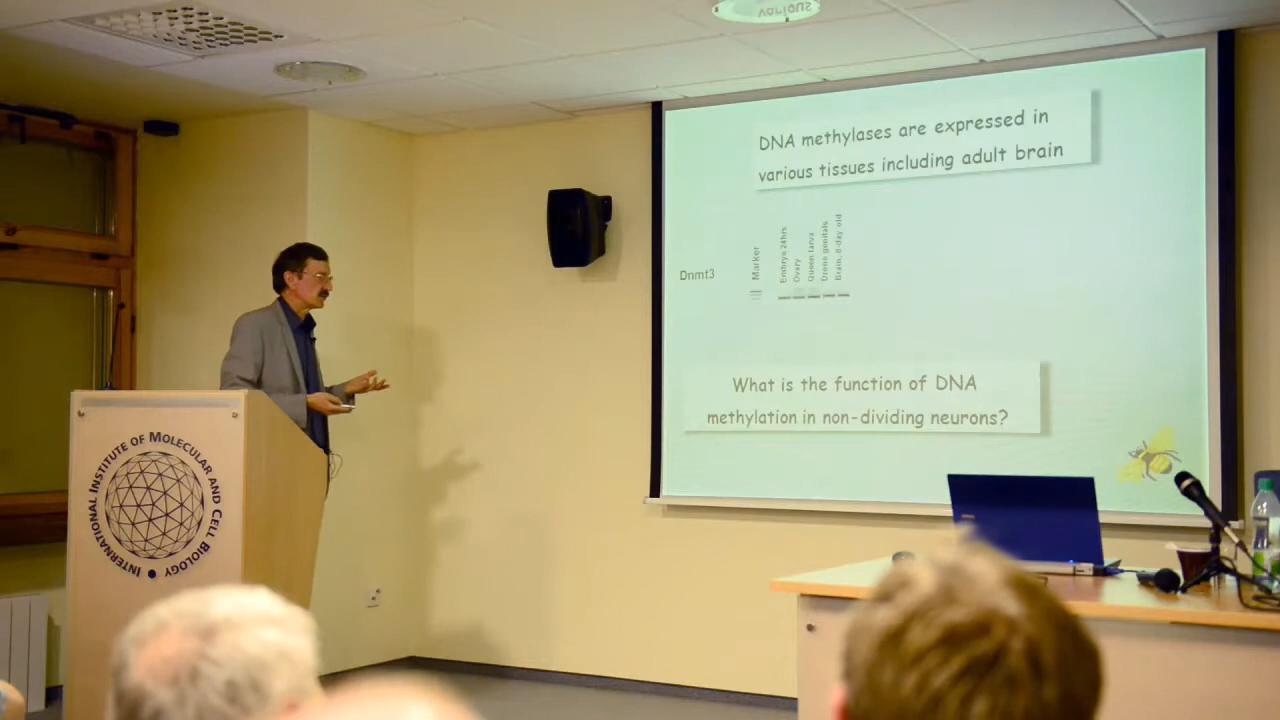 various
DNA methylases are expressed in
various tissues including adult brain
Dnmt3
Marker
Embryo 24hrs
Ovary
Queen larva
Drone genitals
Brain, 8-day old
What is the function of DNA
methylation in non-dividing neurons?
INTERNATIONAL INSTITUTE OF MOLECULAR AND CELL BIOLOGY